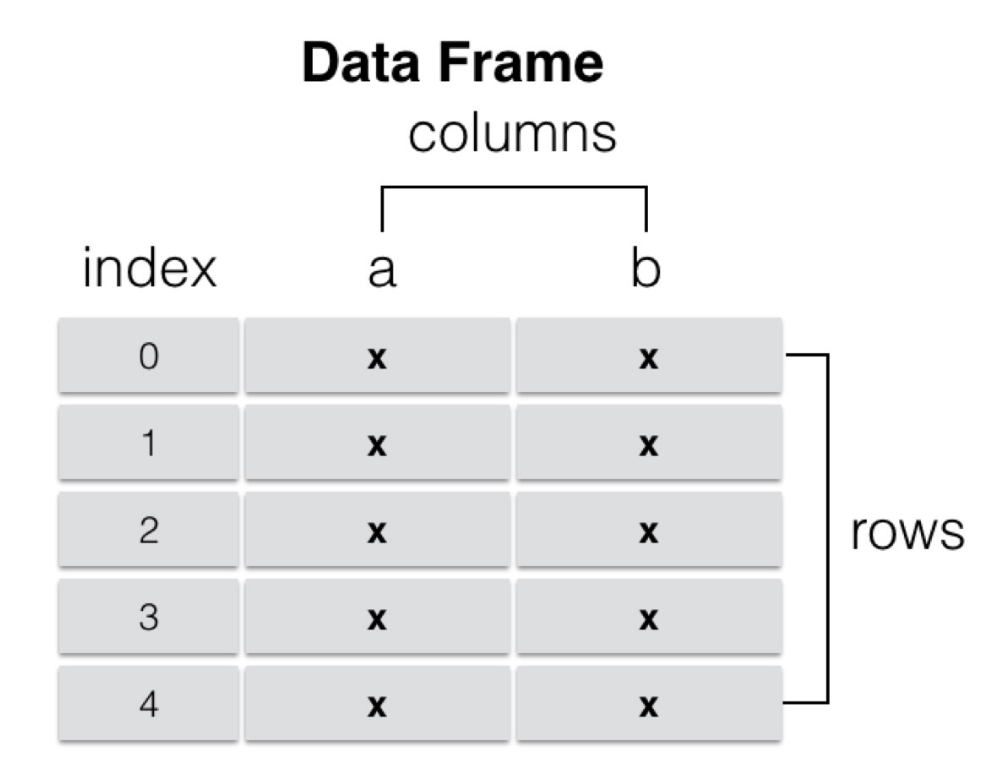 Data Frame
columns
index a b
0 x x
1 x x
2 x x
3 x x
4 x x
rows